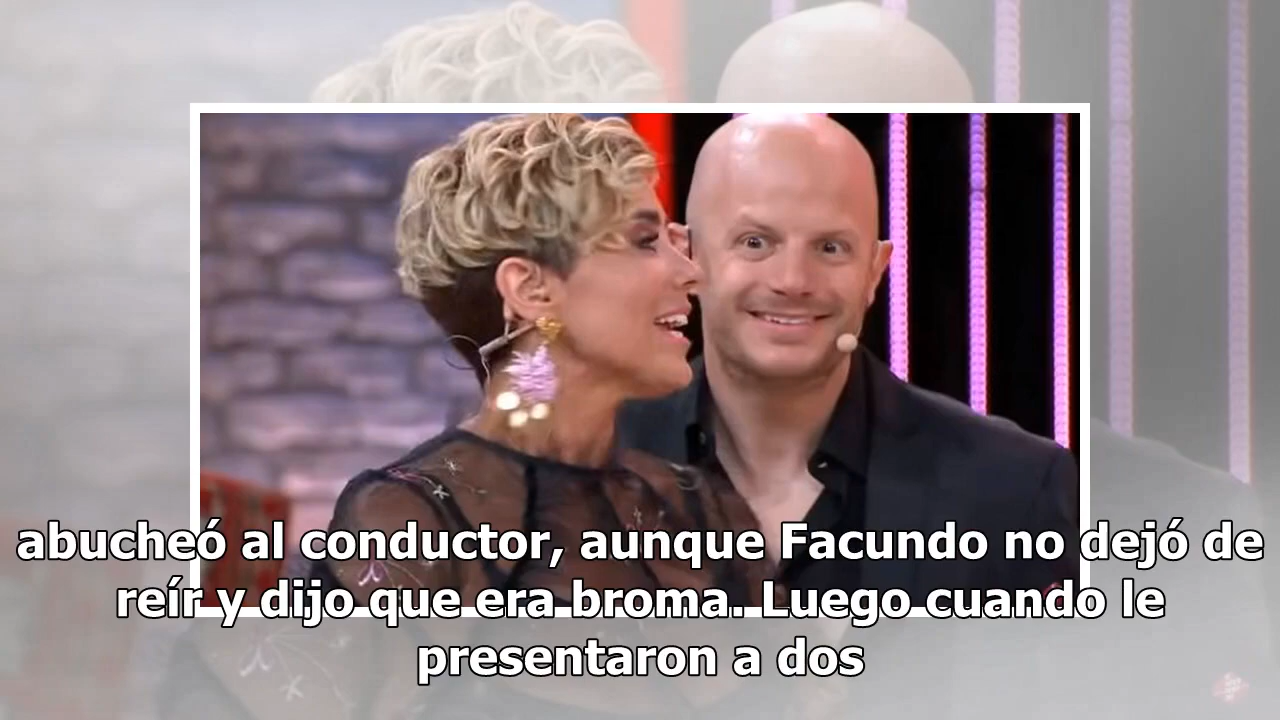 abucheó al conductor, aunque Facundo no dejó de
reír y dijo que era broma. Luego cuando le
presentaron a dos